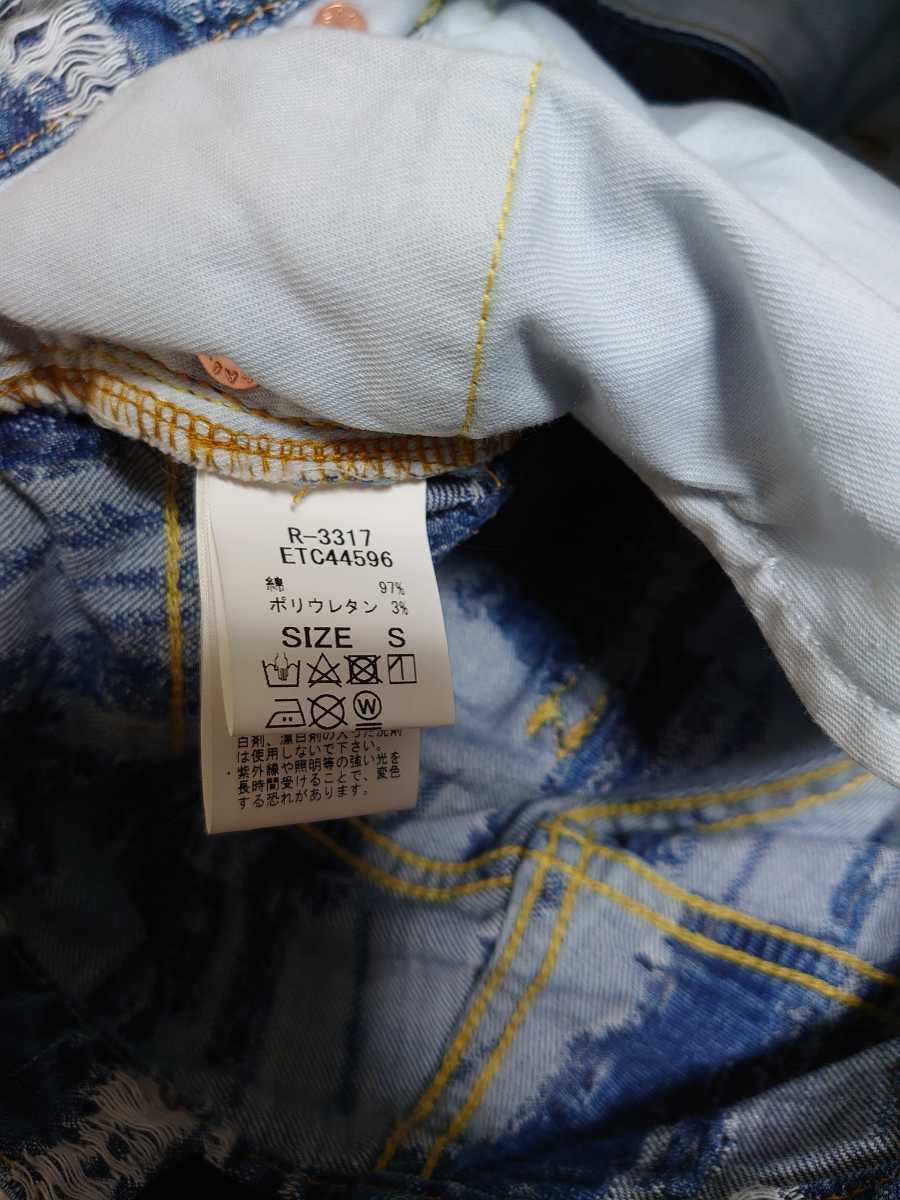 R-3317
ETC44596
綿 97%
ポリウレタン 3%
SIZE S
W
白剤、漂白剤の入った洗剤
は使用しないで下さい。
・紫外線や照明等の強い光を
長時間受けることで、変色
する恐れがあります。